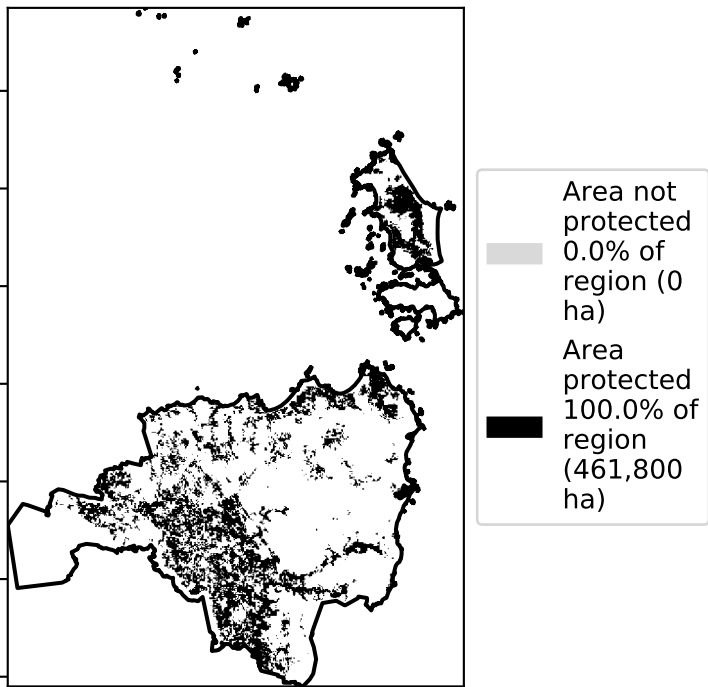 Area not
protected
0.0% of
region (0
ha)
Area
protected
100.0% of
region
(461,800
ha)